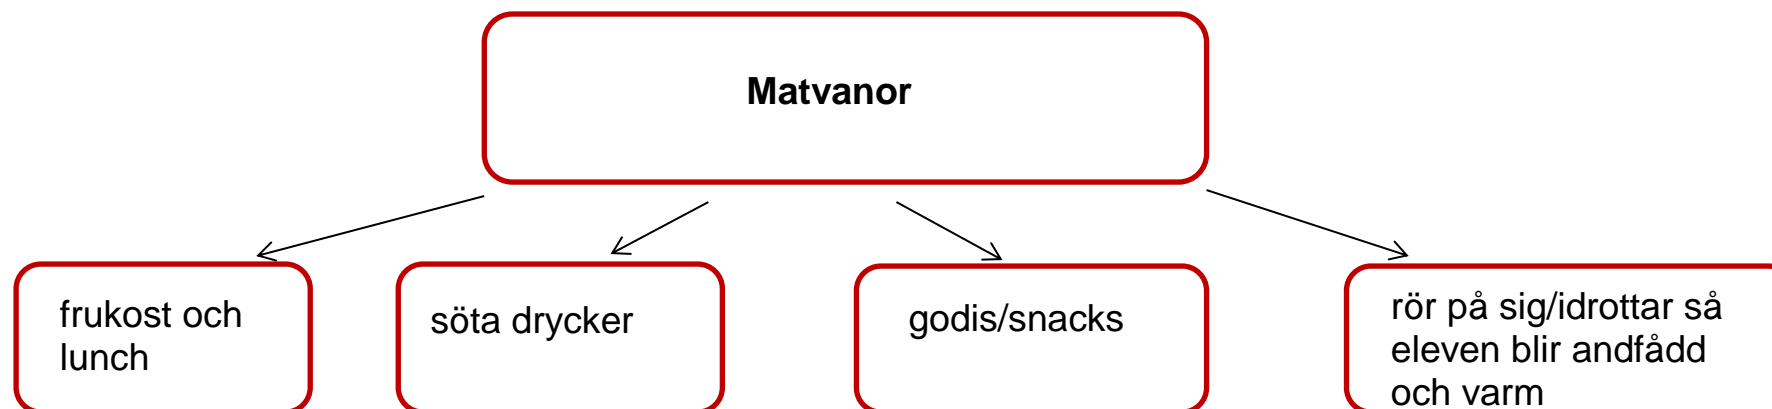 Matvanor
frukost och
lunch
söta drycker
godis/snacks
rör på sig/idrottar så
eleven blir andfådd
och varm